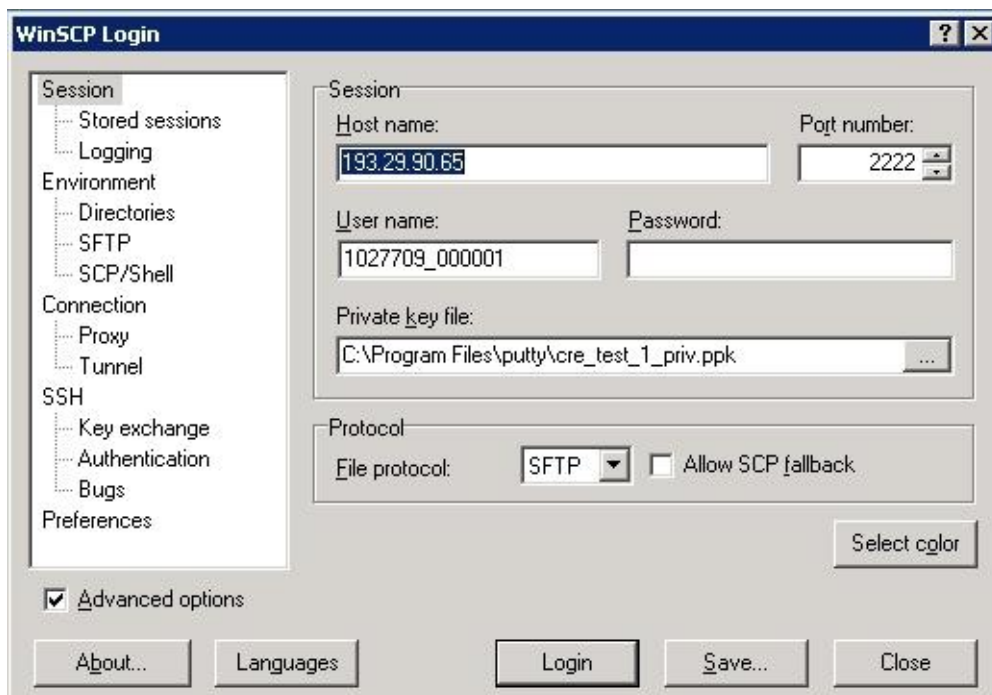 WinSCP Login
Session
Stored sessions
Logging
Environment
Directories
SFTP
SCP/Shell
Connection
Proxy
Tunnel
SSH
Key exchange
Authentication
Bugs
Preferences
Advanced options
Session
Host name:
Port number:
193.29.90.65
2222
User name:
Password:
1027709_000001
Private key file:
C:\Program Files\putty/cre_test_1_priv.ppk
...
Protocol
File protocol:
SFTP
Allow SCP fallback
Select color
About...
Languages
Login
Save...
Close